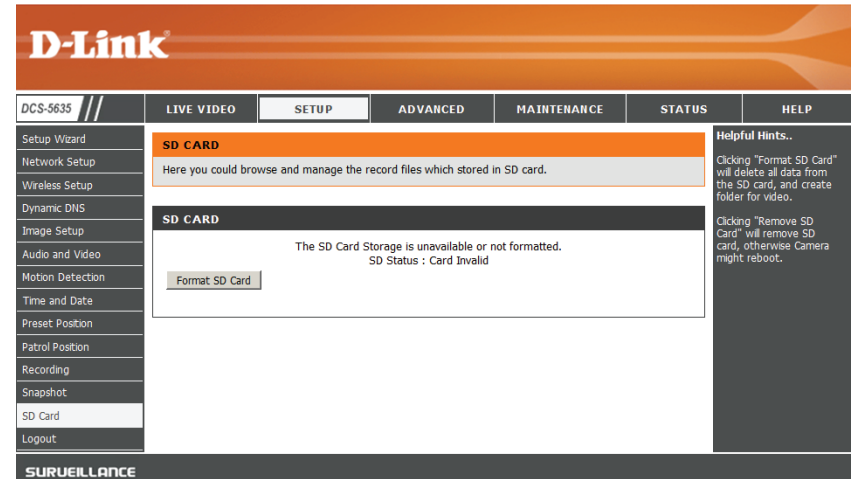 D-Link
DCS-5635
LIVE VIDEO
SETUP
ADVANCED
MAINTENANCE
STATUS
HELP
Setup Wizard
Network Setup
Wireless Setup
Dynamic DNS
Image Setup
Audio and Video
Motion Detection
Time and Date
Preset Position
Patrol Position
Recording
Snapshot
SD Card
Logout
SD CARD
Here you could browse and manage the record files which stored in SD card.
SD CARD
The SD Card Storage is unavailable or not formatted.
SD Status : Card Invalid
Format SD Card
Helpful Hints..
Clicking "Format SD Card"
will delete all data from
the SD card, and create
folder for video.
Clicking "Remove SD
Card" will remove SD
card, otherwise Camera
might reboot.
SURVEILLANCE